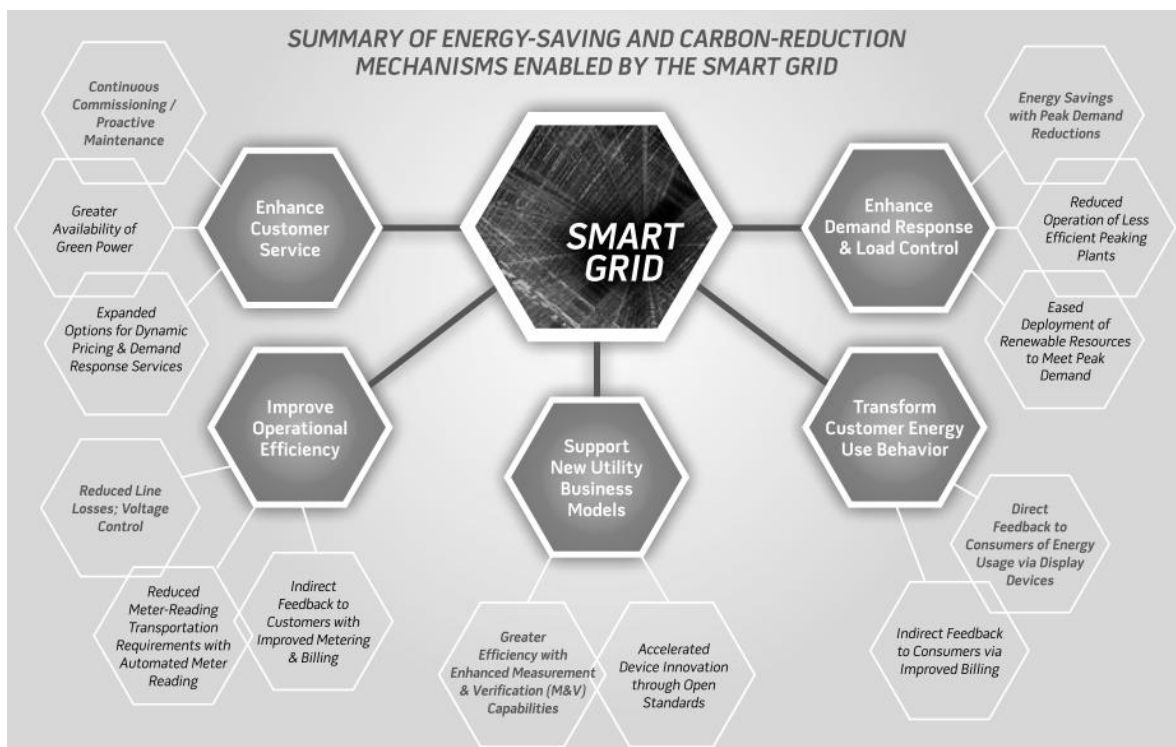 SUMMARY OF ENERGY-SAVING AND CARBON-REDUCTION
MECHANISMS ENABLED BY THE SMART GRID
Continuous
Commissioning /
Proactive
Maintenance
Greater
Availability of
Green Power
Expanded
Options for Dynamic
Pricing & Demand
Response Services
Enhance
Customer
Service
SMART
GRID
Enhance
Demand Response
& Load Control
Energy Savings
with Peak Demand
Reductions
Reduced
Operation of Less
Efficient Peaking
Plants
Eased
Deployment of
Renewable Resources
to Meet Peak
Demand
Improve
Operational
Efficiency
Reduced Line
Losses; Voltage
Control
Reduced
Meter-Reading
Transportation
Requirements with
Automated Meter
Reading
Indirect
Feedback to
Customers with
Improved Metering
& Billing
Support
New Utility
Business
Models
Greater
Efficiency with
Enhanced Measurement
& Verification (M&V)
Capabilities
Accelerated
Device Innovation
through Open
Standards
Transform
Customer Energy
Use Behavior
Direct
Feedback to
Consumers of Energy
Usage via Display
Devices
Indirect Feedback
to Consumers via
Improved Billing